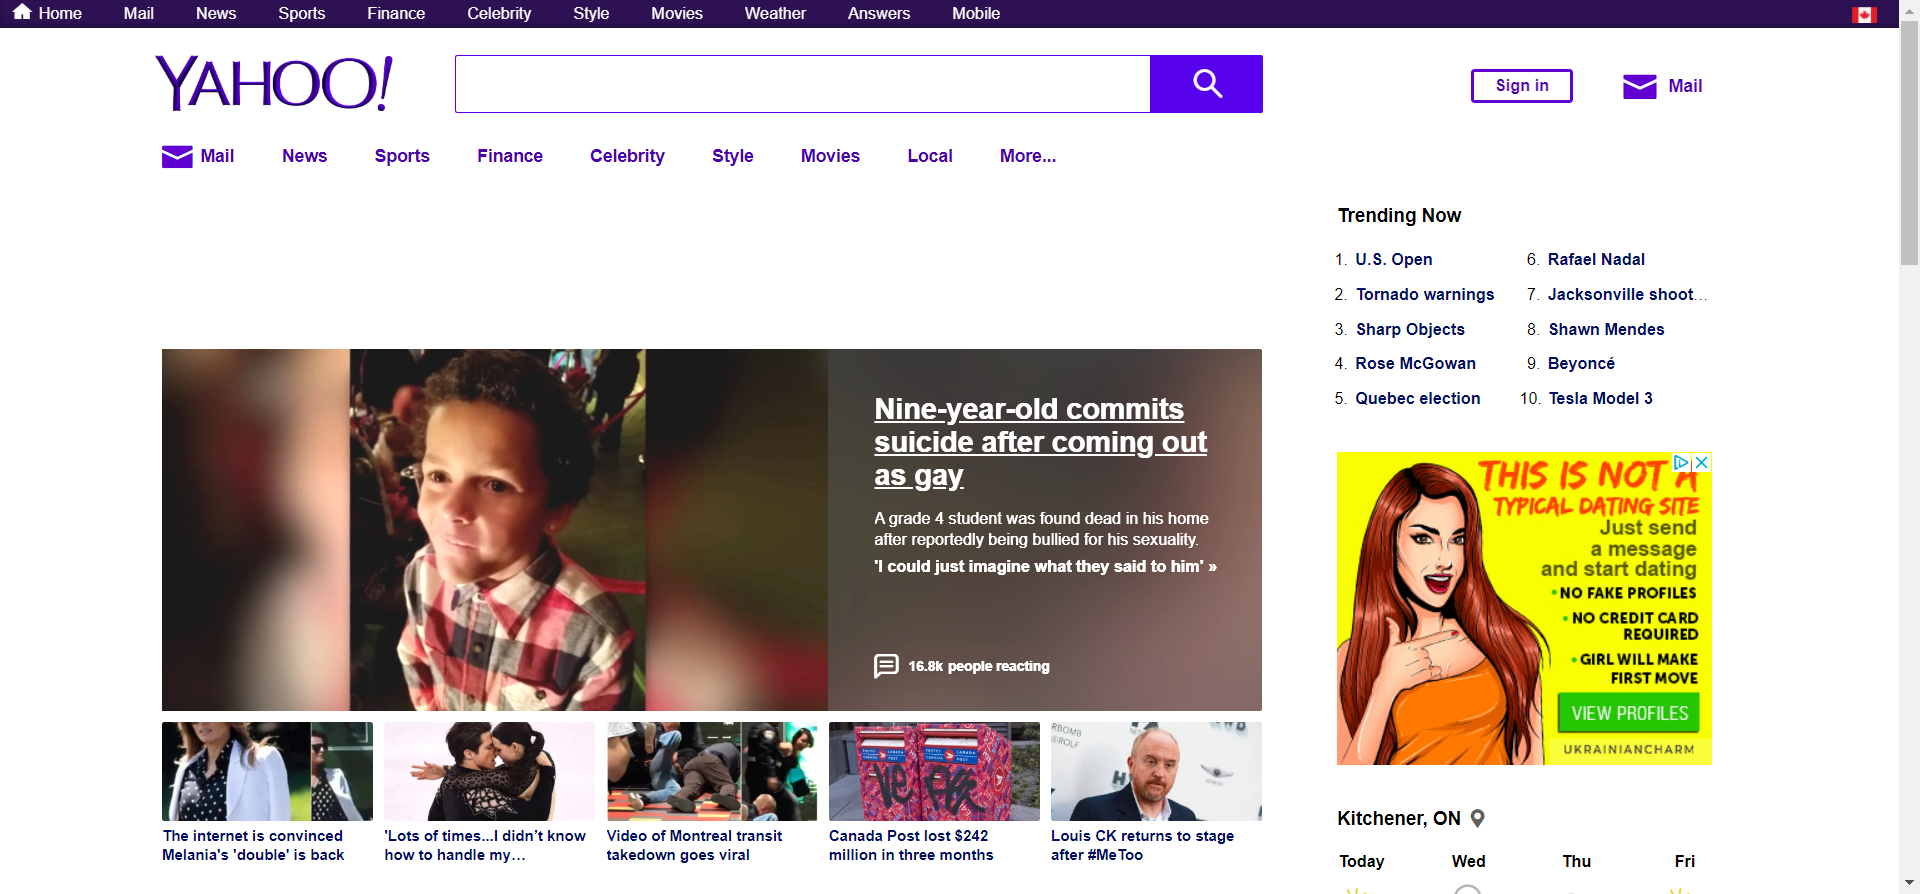 Home Mail News Sports Finance Celebrity Style Movies Weather Answers Mobile
YAHOO!
Sign in
Mail
Mail News Sports Finance Celebrity Style Movies Local More...
Nine-year-old commits
suicide after coming out
as gay
A grade 4 student was found dead in his home
after reportedly being bullied for his sexuality.
'I could just imagine what they said to him' »
16.8k people reacting
The internet is convinced
Melania's 'double' is back
'Lots of times...I didn’t know
how to handle my…
Video of Montreal transit
takedown goes viral
POSTES CANADA
CANADA POST
Canada Post lost $242
million in three months
RBOMB
ROLF
Louis CK returns to stage
after #MeToo
Trending Now
1. U.S. Open
2. Tornado warnings
3. Sharp Objects
4. Rose McGowan
5. Quebec election
6. Rafael Nadal
7. Jacksonville shoot…
8. Shawn Mendes
9. Beyoncé
10. Tesla Model 3
THIS IS NOT A
TYPICAL DATING SITE
Just send
a message
and start dating
• NO FAKE PROFILES
• NO CREDIT CARD
REQUIRED
• GIRL WILL MAKE
FIRST MOVE
VIEW PROFILES
UKRAINIANCHARM
Kitchener, ON
Today Wed Thu Fri